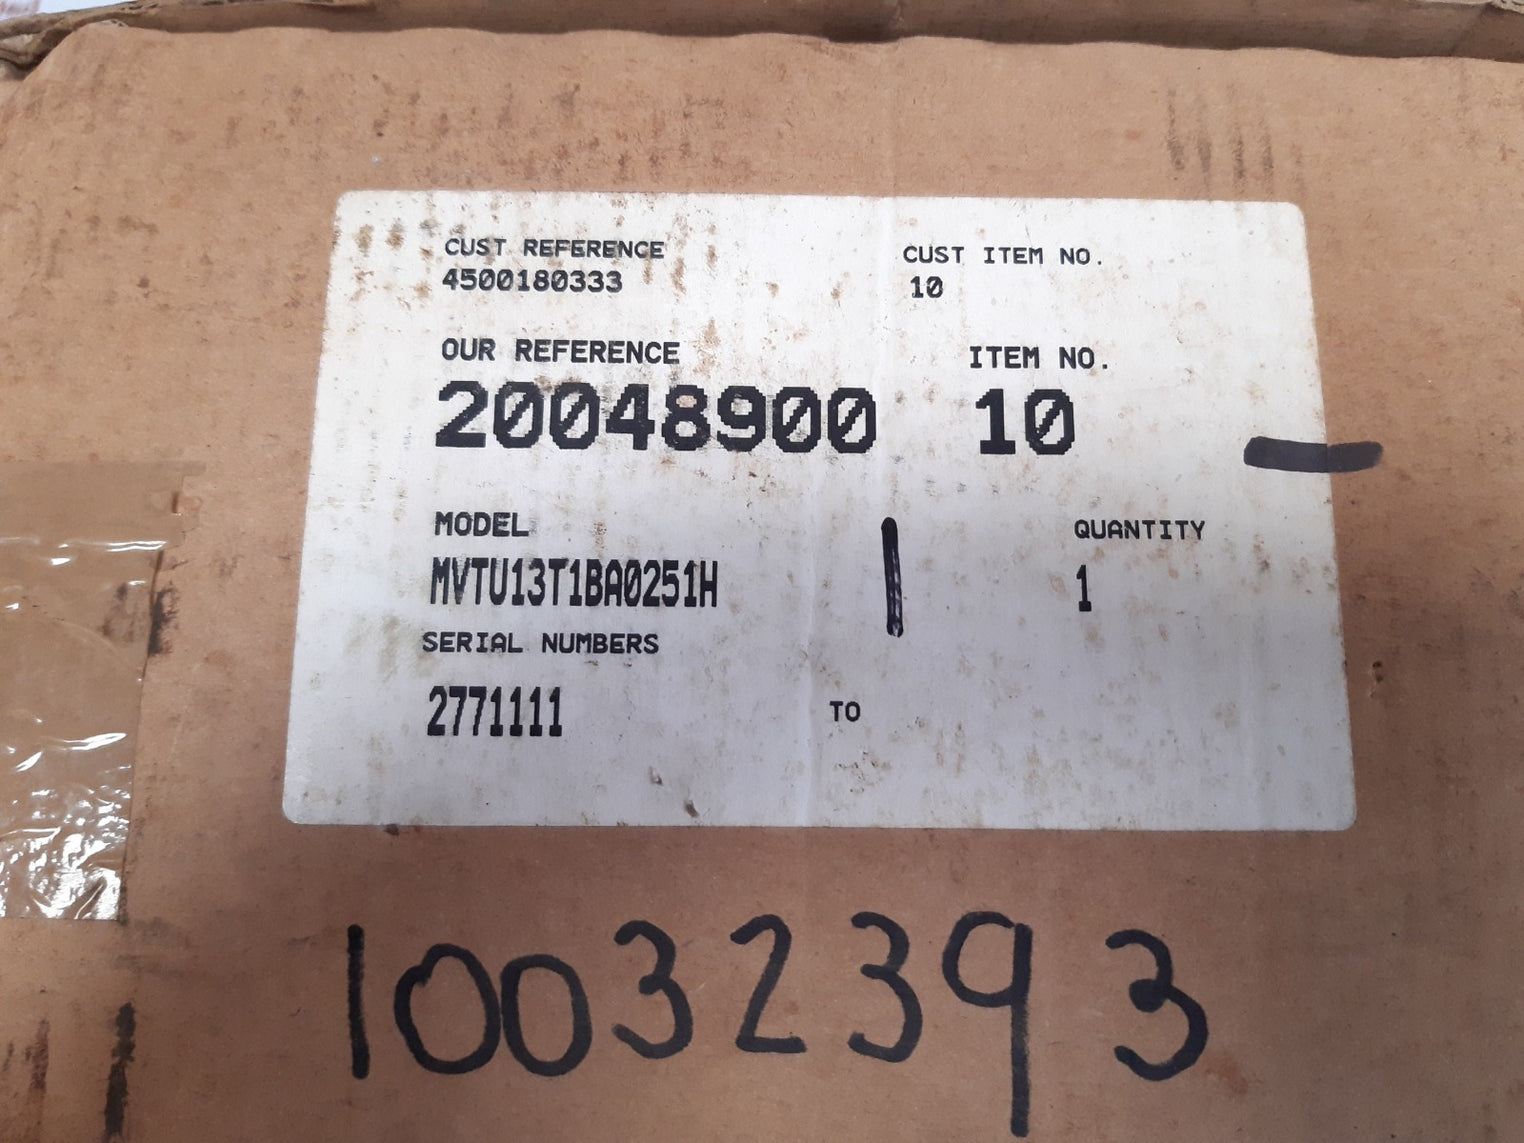 CUST REFERENCE CUST ITEM NO.
4500180333 10
OUR REFERENCE ITEM NO.
20048900 10
MODEL QUANTITY
MVTU13T1BA0251H 1
SERIAL NUMBERS
2771111 TO
10032393